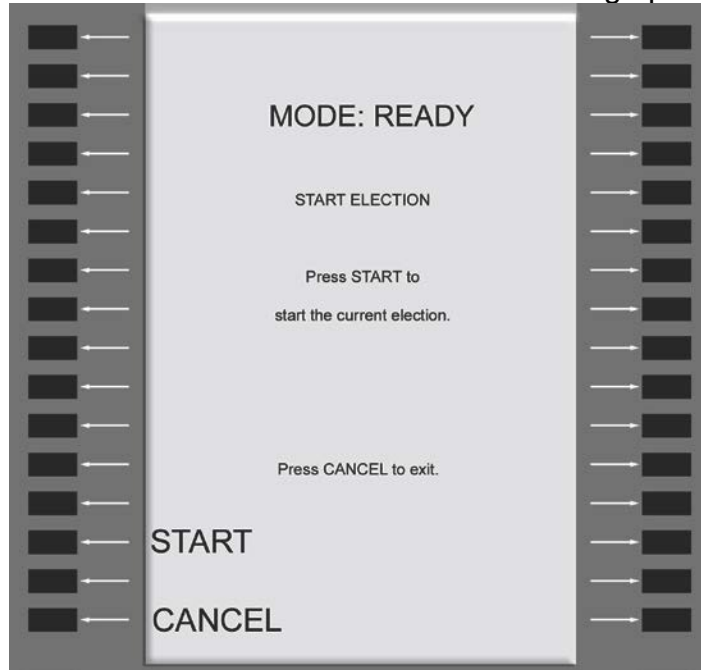 MODE: READY
START ELECTION
Press START to
start the current election.
Press CANCEL to exit.
START
CANCEL